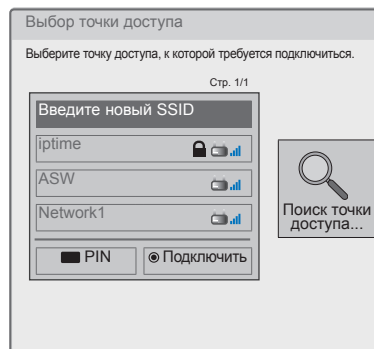 Выбор точки доступа
Выберите точку доступа, к которой требуется подключиться.
Стр. 1/1
Введите новый SSID
iptime
ASW
Network1
PIN
Подключить
Поиск точки
доступа...